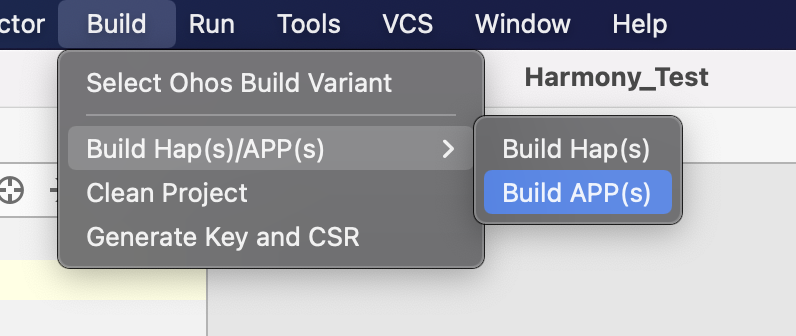 ctor Build Run Tools VCS Window Help
Harmony_Test
Select Ohos Build Variant
Build Hap(s)/APP(s)
Build Hap(s)
Build APP(s)
Clean Project
Generate Key and CSR